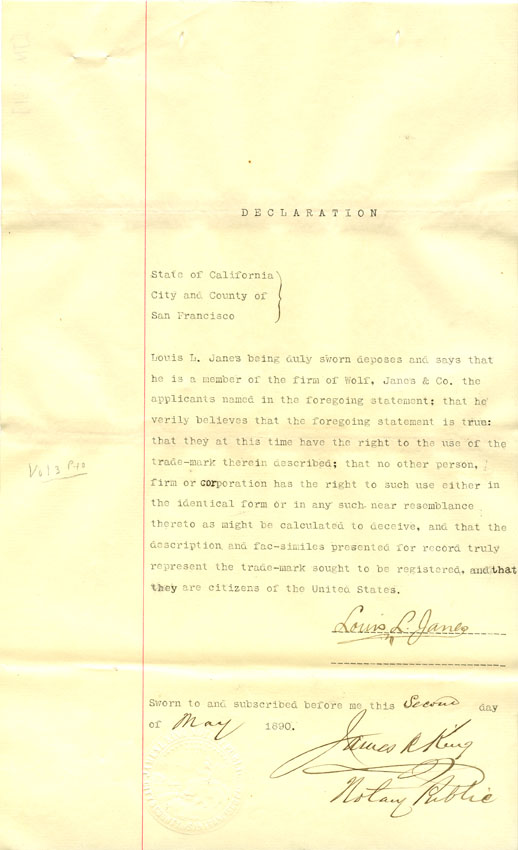 DECLARATION
State of California
City and County of
San Francisco
Louis L. Janes being duly sworn deposes and says that
he is a member of the firm of Wolf, Janes & Co. the
applicants named in the foregoing statement; that he
verily believes that the foregoing statement is true:
that they at this time have the right to the use of the
trade-mark therein described; that no other person,
firm or corporation has the right to such use either in
the identical form or in any such near resemblance
thereto as might be calculated to deceive, and that the
description and fac-similes presented for record truly
represent the trade-mark sought to be registered, and that
they are citizens of the United States.
Vol 3 P40
Louis L. Janes
Sworn to and subscribed before me this Second day
of May 1890.
James R King
Notary Public